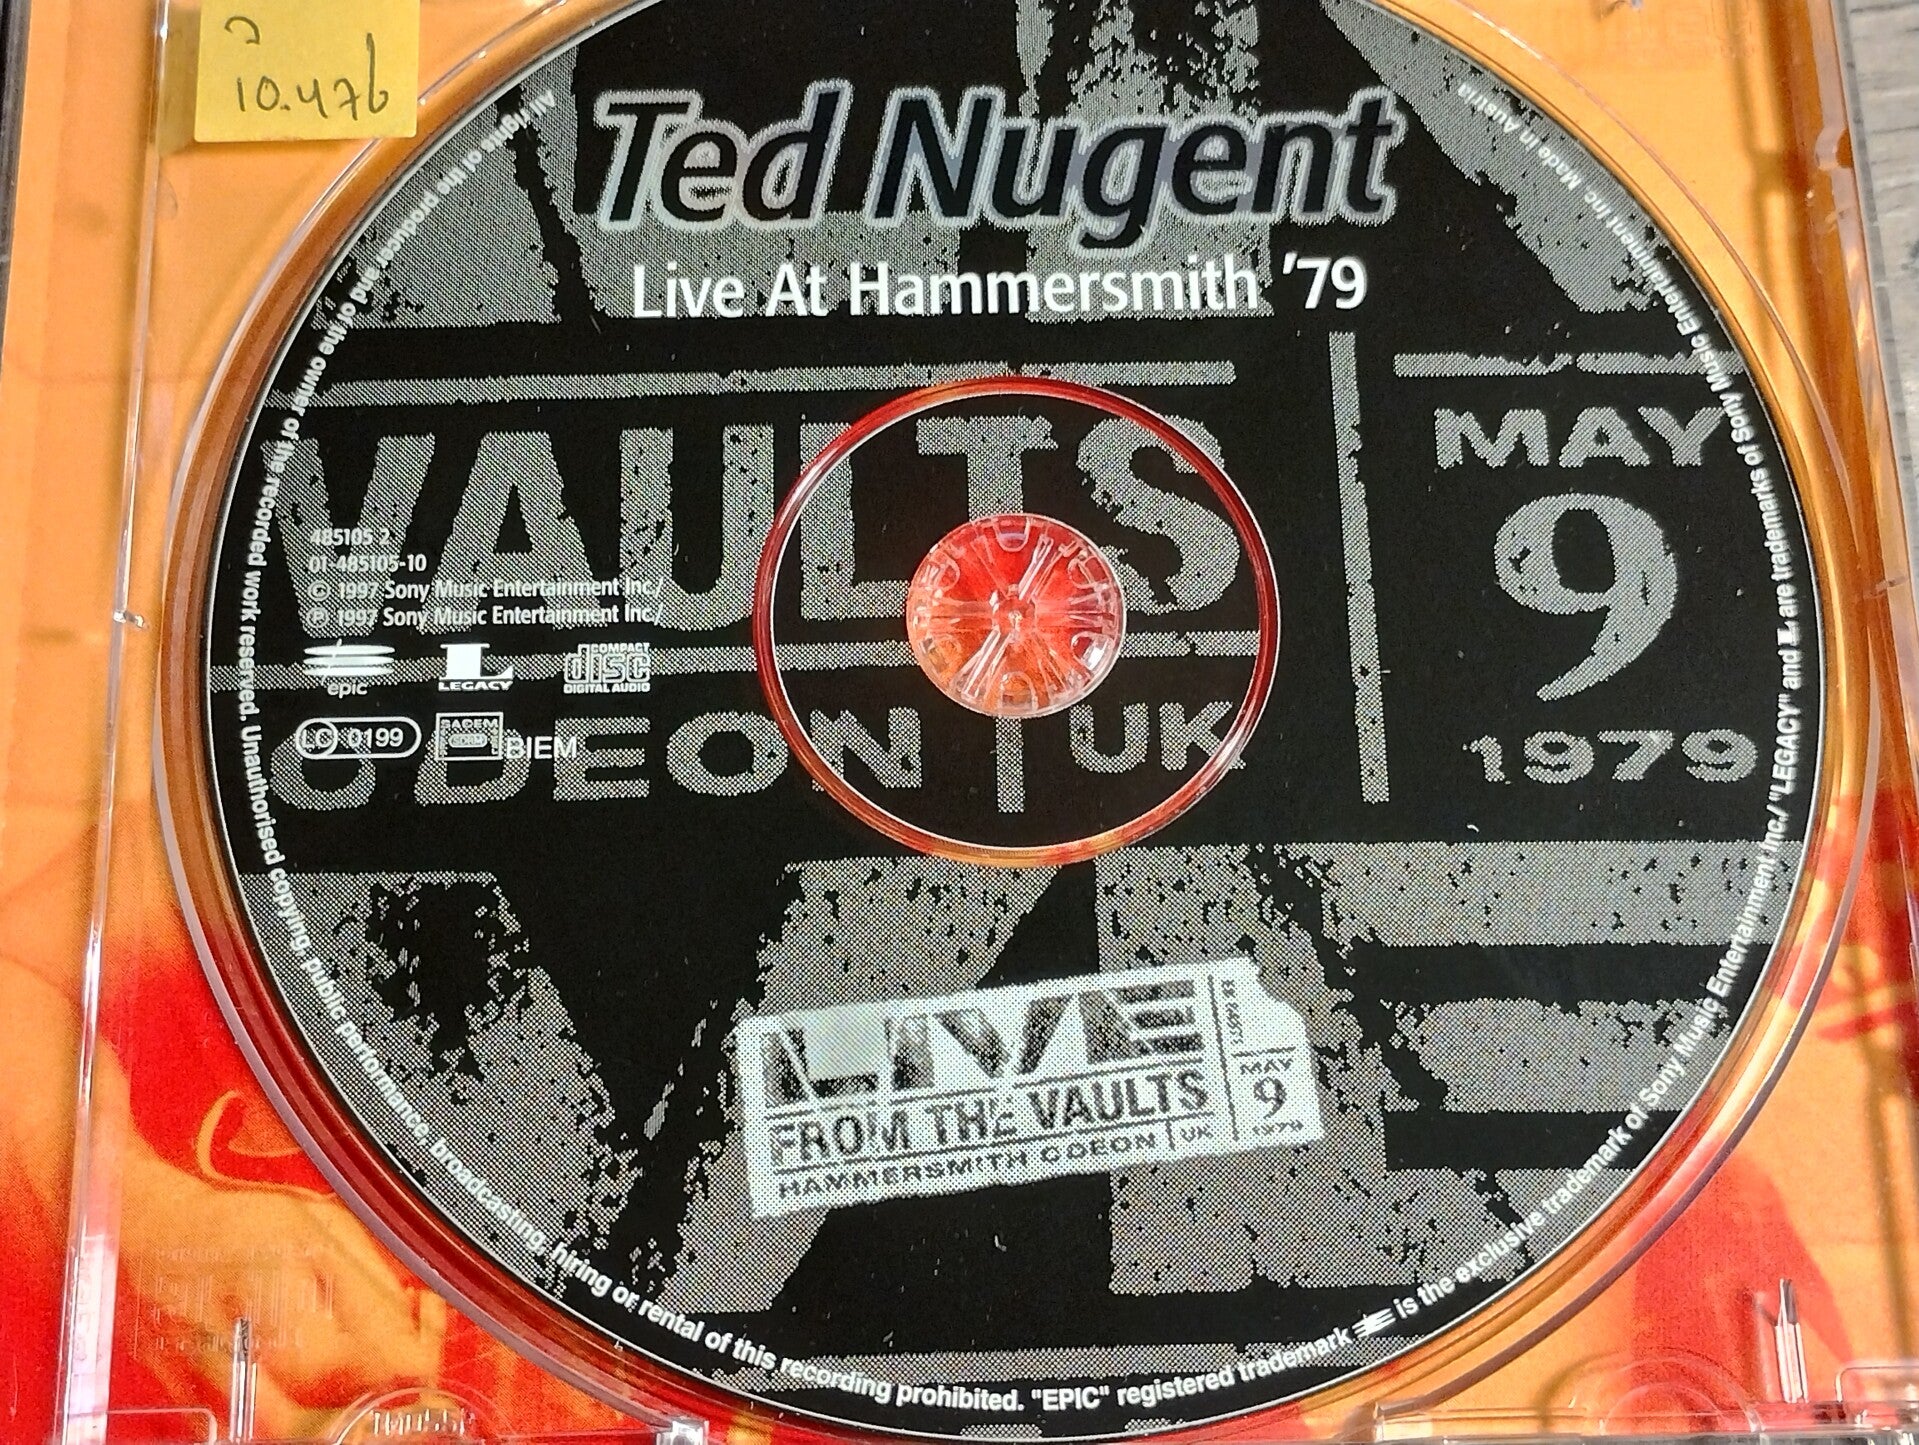 10.476
Ted Nugent
Live At Hammersmith '79
VAULTS
MAY
9
1979
ODEON | UK
485105 2
01-485105-10
© 1997 Sony Music Entertainment Inc./
℗ 1997 Sony Music Entertainment Inc./
epic
L
LEGACY
COMPACT
disc
DIGITAL AUDIO
LC 0199
BIEM
LIVE
FROM THE VAULTS
HAMMERSMITH ODEON | UK
MAY
9
1979
All rights of the producer and of the owner of the recorded work reserved. Unauthorised copying, public performance, broadcasting, hiring or rental of this recording prohibited. "EPIC" registered trademark is the exclusive trademark of Sony Music Entertainment Inc./ "LEGACY" and L are trademarks of Sony Music Entertainment Inc. Made in Austria